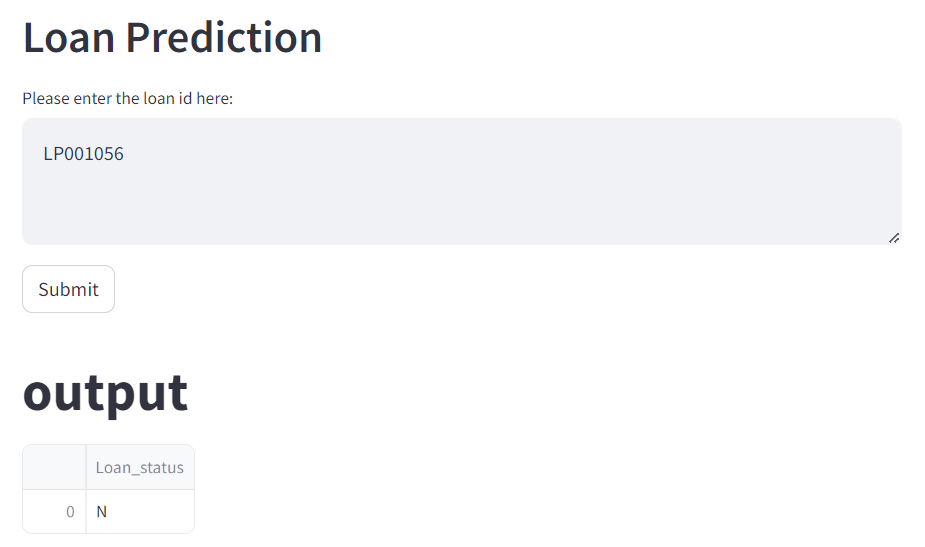 Loan Prediction
Please enter the loan id here:
LP001056
Submit
output
Loan_status
0 N